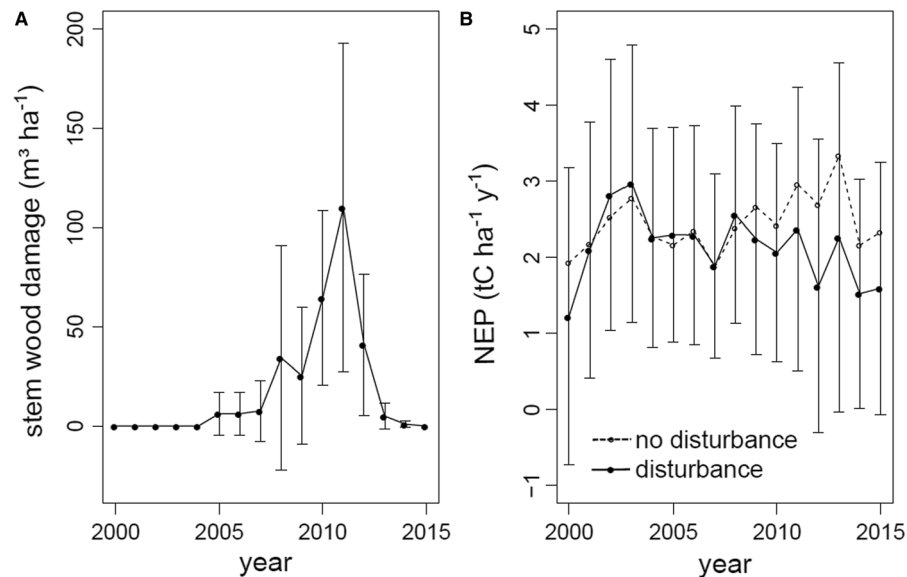 A
stem wood damage (m³ ha⁻¹)
200
150
100
50
0
2000 2005 2010 2015
year
B
NEP (tC ha⁻¹ y⁻¹)
5
4
3
2
1
0
−1
no disturbance
disturbance
2000 2005 2010 2015
year